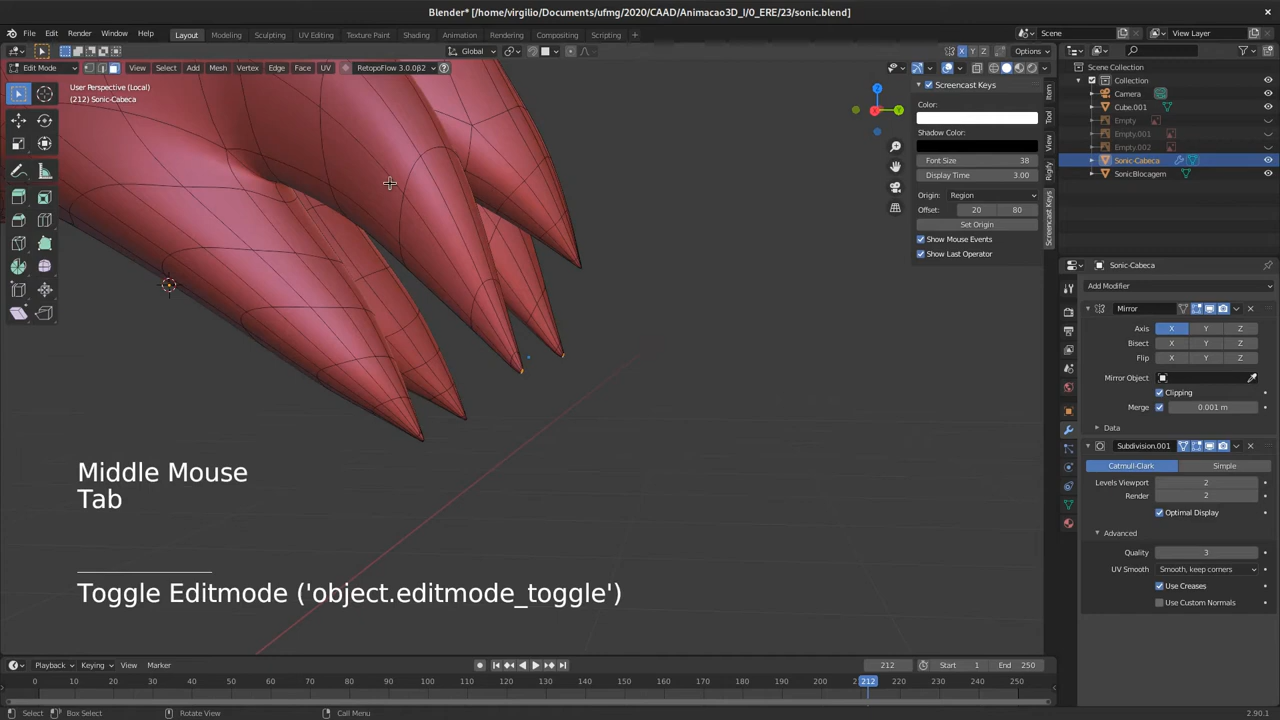 Blender* [/home/virgilio/Documents/ufmg/2020/CAAD/Animacao3D_I/0_ERE/23/sonic.blend]
File Edit Render Window Help Layout Modeling Sculpting UV Editing Texture Paint Shading Animation Rendering Compositing Scripting Scene View Layer
Global X Y Z Options
Edit Mode View Select Add Mesh Vertex Edge Face UV RetopoFlow 3.0.0β2
User Perspective (Local)
(212) Sonic-Cabeca
Z
Y
X
Screencast Keys
Color:
Shadow Color:
Font Size 38
Display Time 3.00
Origin: Region
Offset: 20 80
Set Origin
Show Mouse Events
Show Last Operator
Item
Tool
View
Rigify
Screencast Keys
Scene Collection
Collection
Camera
Cube.001
Empty
Empty.001
Empty.002
Sonic-Cabeca
SonicBlocagem
Sonic-Cabeca
Add Modifier
Mirror
Axis X Y Z
Bisect X Y Z
Flip X Y Z
Mirror Object
Clipping
Merge 0.001 m
Data
Subdivision.001
Catmull-Clark Simple
Levels Viewport 2
Render 2
Optimal Display
Advanced
Quality 3
UV Smooth Smooth, keep corners
Use Creases
Use Custom Normals
Middle Mouse
Tab
Toggle Editmode ('object.editmode_toggle')
Playback Keying View Marker 212 Start 1 End 250
0 10 20 30 40 50 60 70 80 90 100 110 120 130 140 150 160 170 180 190 200 212 220 230 240 250
Select Box Select Rotate View Call Menu 2.90.1